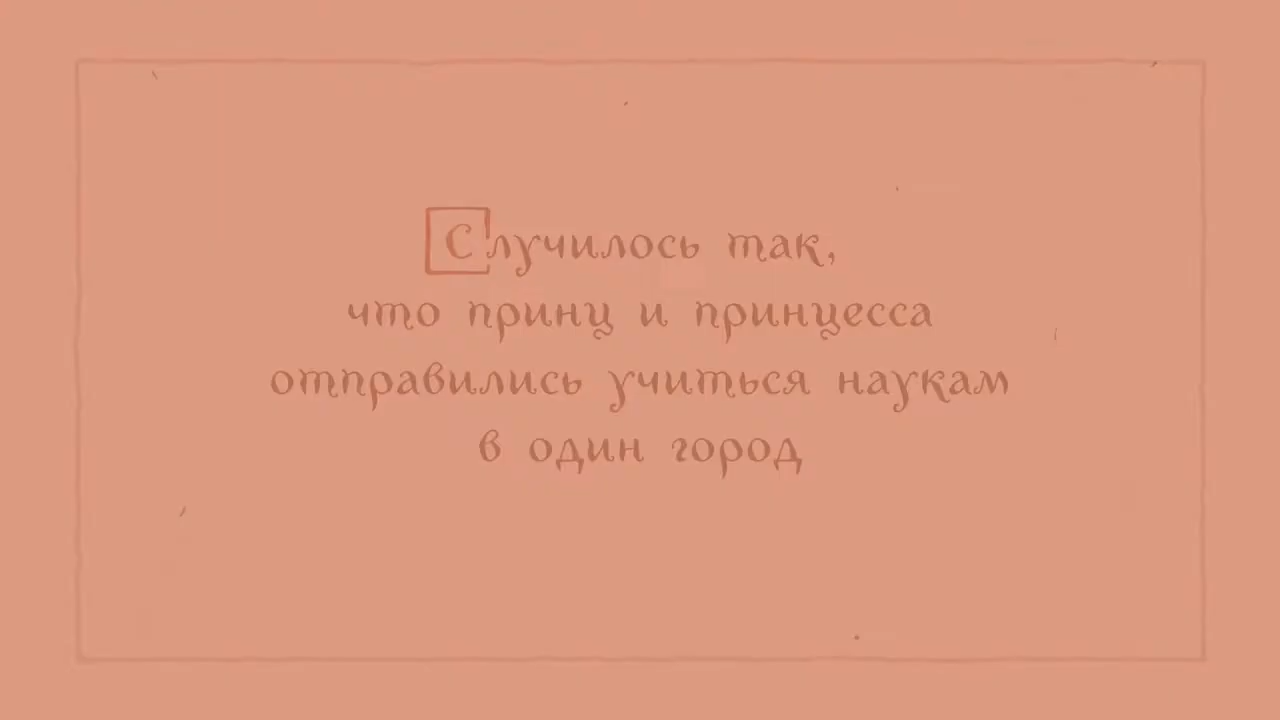 Случилось так,
что принц и принцесса
отправились учиться наукам
в один город